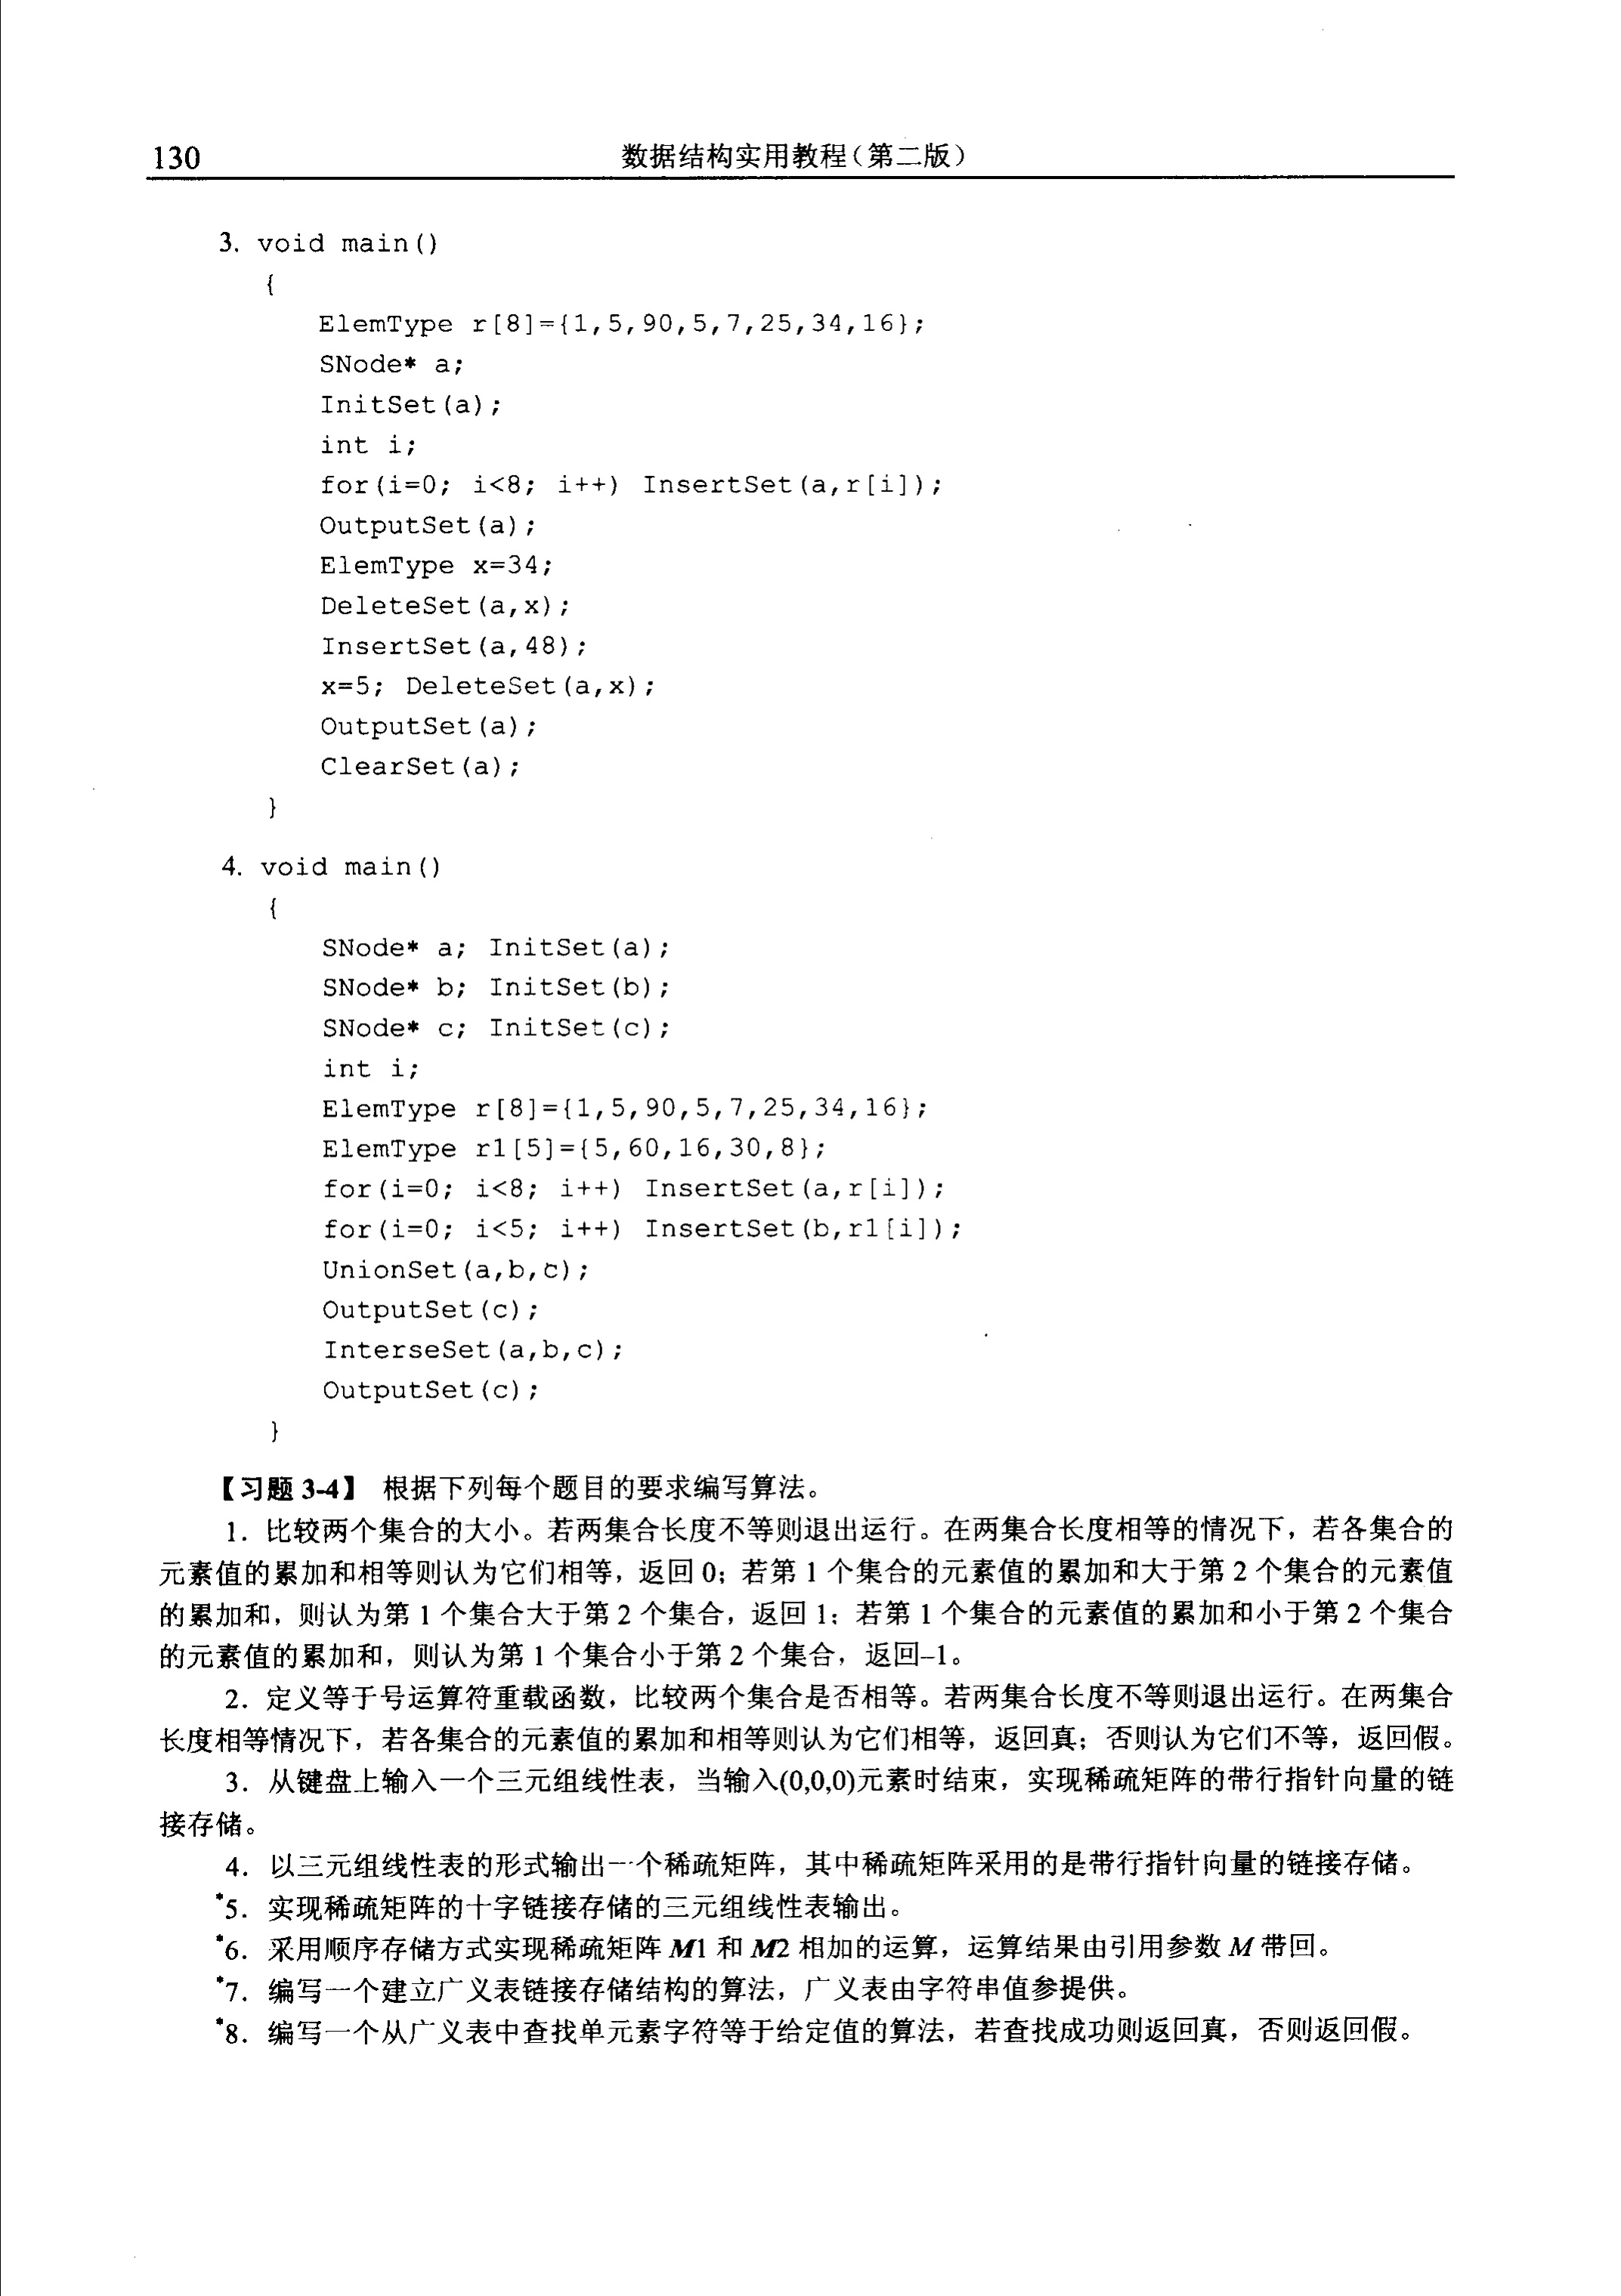 130 数据结构实用教程(第二版)
3. void main()
{
ElemType r[8]={1,5,90,5,7,25,34,16};
SNode* a;
InitSet(a);
int i;
for(i=0; i<8; i++) InsertSet(a,r[i]);
OutputSet(a);
ElemType x=34;
DeleteSet(a,x);
InsertSet(a,48);
x=5; DeleteSet(a,x);
OutputSet(a);
ClearSet(a);
}
4. void main()
{
SNode* a; InitSet(a);
SNode* b; InitSet(b);
SNode* c; InitSet(c);
int i;
ElemType r[8]={1,5,90,5,7,25,34,16};
ElemType r1[5]={5,60,16,30,8};
for(i=0; i<8; i++) InsertSet(a,r[i]);
for(i=0; i<5; i++) InsertSet(b,r1[i]);
UnionSet(a,b,c);
OutputSet(c);
InterseSet(a,b,c);
OutputSet(c);
}
【习题 3-4】 根据下列每个题目的要求编写算法。
1. 比较两个集合的大小。若两集合长度不等则退出运行。在两集合长度相等的情况下，若各集合的
元素值的累加和相等则认为它们相等，返回 0；若第 1 个集合的元素值的累加和大于第 2 个集合的元素值
的累加和，则认为第 1 个集合大于第 2 个集合，返回 1；若第 1 个集合的元素值的累加和小于第 2 个集合
的元素值的累加和，则认为第 1 个集合小于第 2 个集合，返回–1。
2. 定义等于号运算符重载函数，比较两个集合是否相等。若两集合长度不等则退出运行。在两集合
长度相等情况下，若各集合的元素值的累加和相等则认为它们相等，返回真；否则认为它们不等，返回假。
3. 从键盘上输入一个三元组线性表，当输入(0,0,0)元素时结束，实现稀疏矩阵的带行指针向量的链
接存储。
4. 以三元组线性表的形式输出一个稀疏矩阵，其中稀疏矩阵采用的是带行指针向量的链接存储。
*5. 实现稀疏矩阵的十字链接存储的三元组线性表输出。
*6. 采用顺序存储方式实现稀疏矩阵 M1 和 M2 相加的运算，运算结果由引用参数 M 带回。
*7. 编写一个建立广义表链接存储结构的算法，广义表由字符串值参提供。
*8. 编写一个从广义表中查找单元素字符等于给定值的算法，若查找成功则返回真，否则返回假。